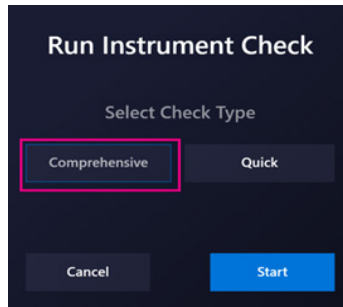 Run Instrument Check
Select Check Type
Comprehensive Quick
Cancel Start